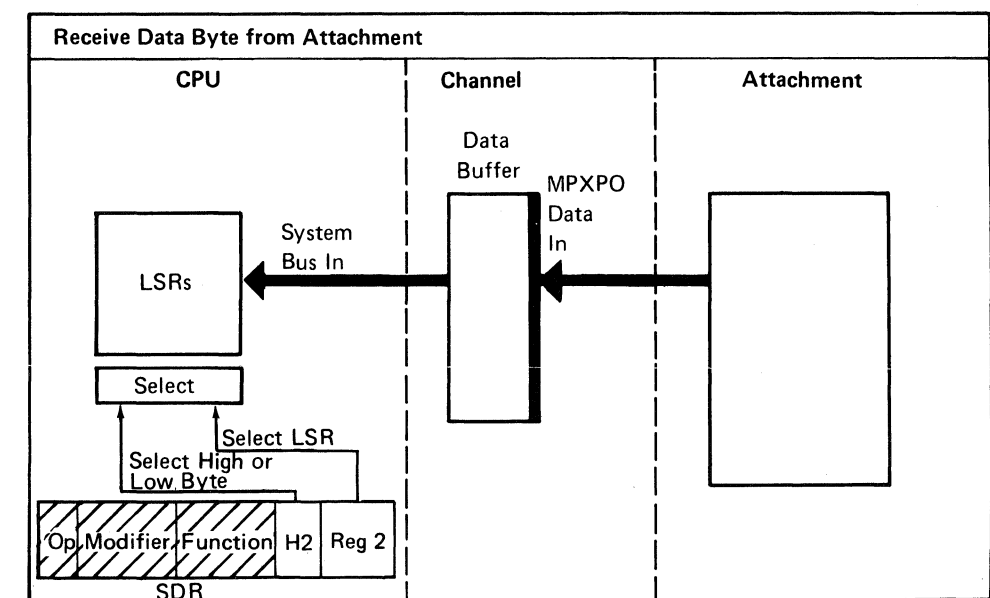 Receive Data Byte from Attachment
CPU
Channel
Attachment
Data
Buffer
MPXPO
Data
In
System
Bus In
LSRs
Select
Select LSR
Select High or
Low Byte
Op Modifier Function H2 Reg 2
SDR